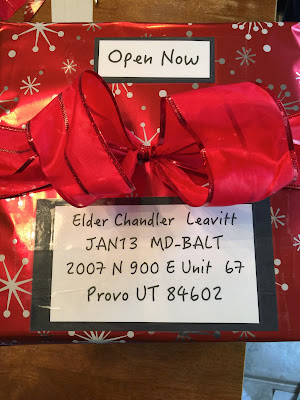 Open Now
Elder Chandler Leavitt
JAN13 MD-BALT
2007 N 900 E Unit 67
Provo UT 84602